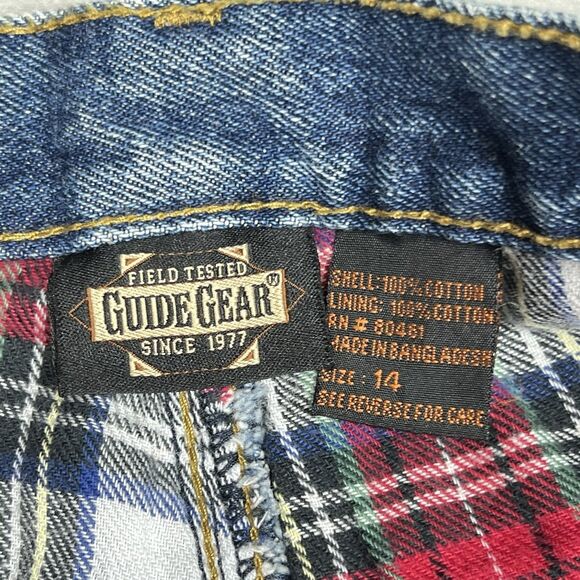 FIELD TESTED
GUIDE GEAR®
SINCE 1977
SHELL: 100% COTTON
LINING: 100% COTTON
RN # 80461
MADE IN BANGLADESH
SIZE : 14
SEE REVERSE FOR CARE